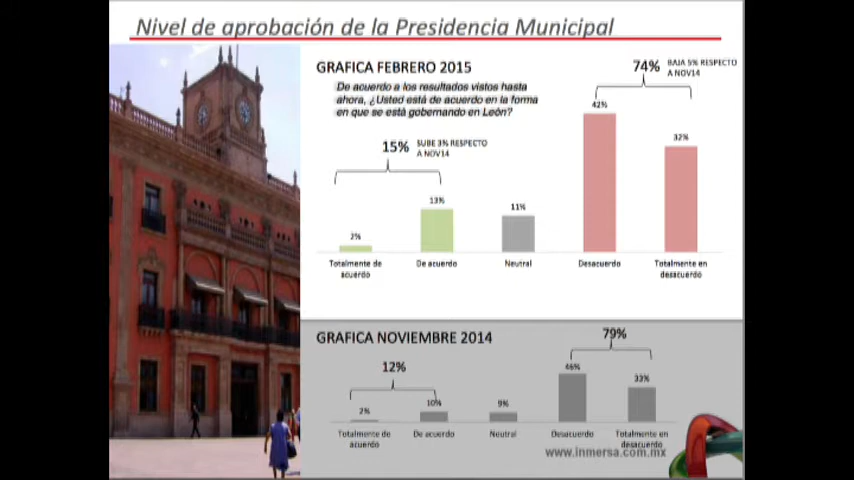 Nivel de aprobación de la Presidencia Municipal
GRAFICA FEBRERO 2015
De acuerdo a los resultados vistos hasta
ahora, ¿Usted está de acuerdo en la forma
en que se está gobernando en León?
74% BAJA 5% RESPECTO
A NOV14
15% SUBE 3% RESPECTO
A NOV14
2%
13%
11%
42%
32%
Totalmente de
acuerdo
De acuerdo
Neutral
Desacuerdo
Totalmente en
desacuerdo
GRAFICA NOVIEMBRE 2014
12%
79%
2%
10%
9%
46%
33%
Totalmente de
acuerdo
De acuerdo
Neutral
Desacuerdo
Totalmente en
desacuerdo
www.inmersa.com.mx